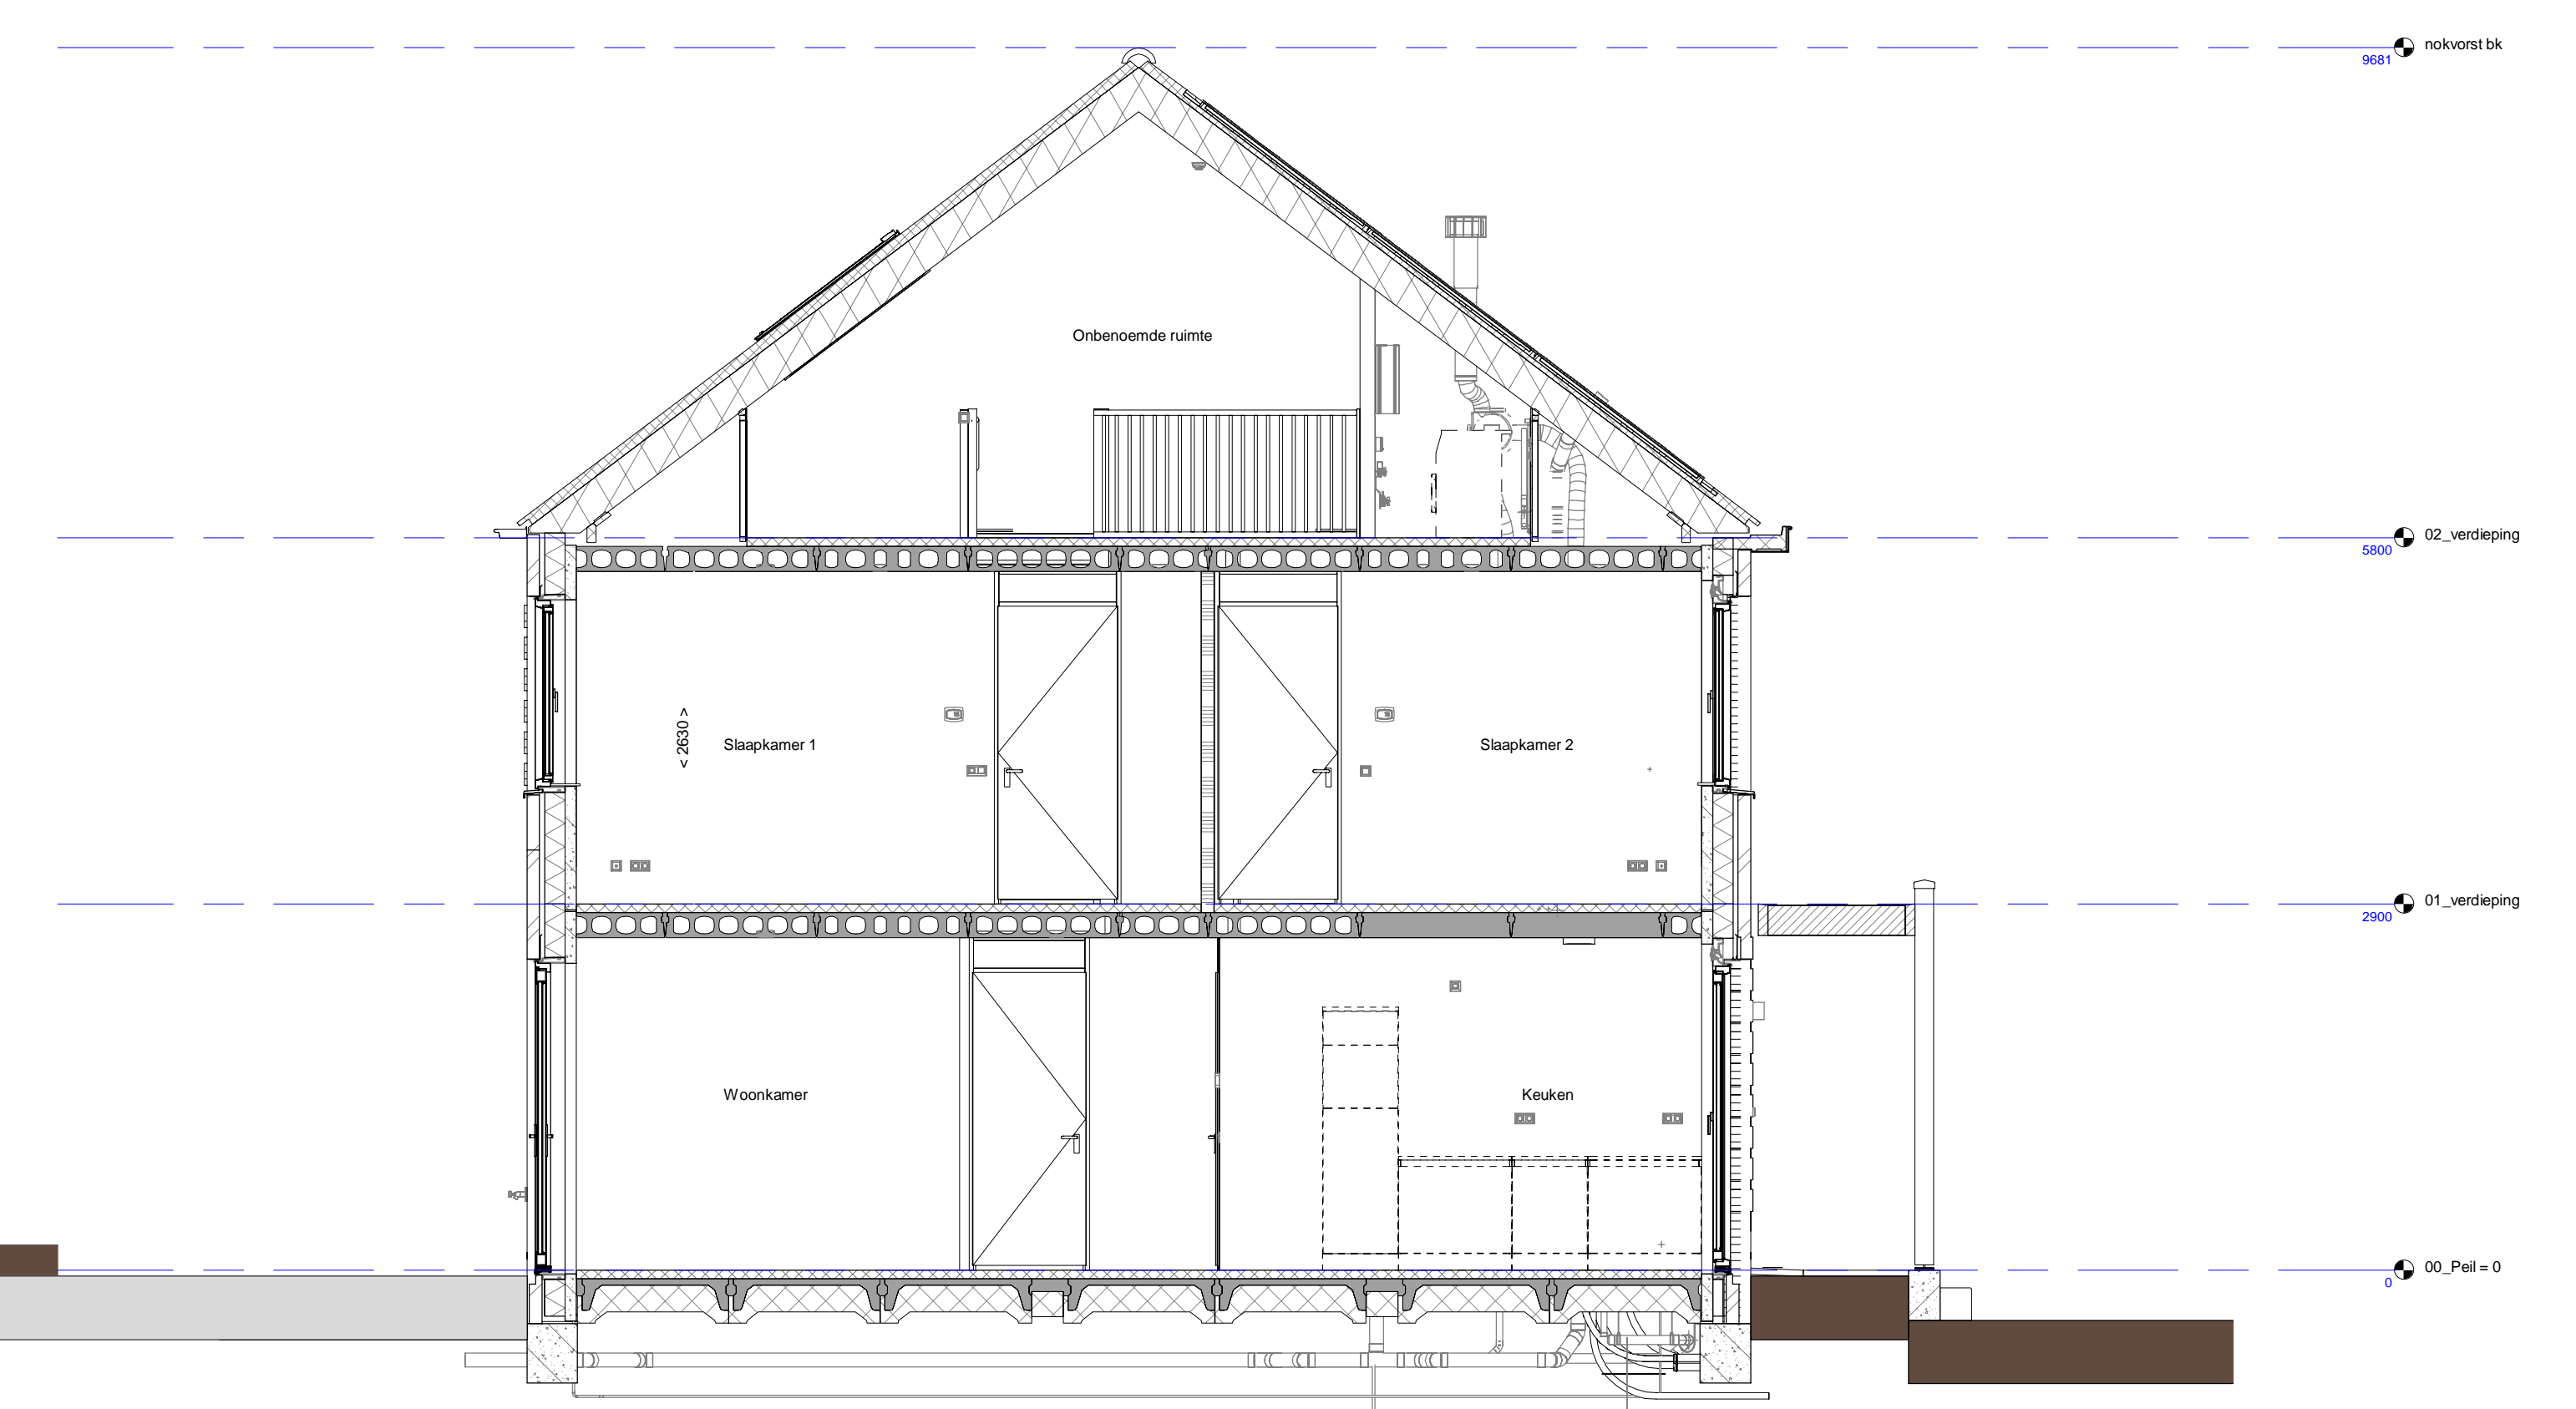 nokvorst bk
9681
Onbenoemde ruimte
02_verdieping
5800
< 2630 >
Slaapkamer 1
Slaapkamer 2
01_verdieping
2900
Woonkamer
Keuken
00_Peil = 0
0